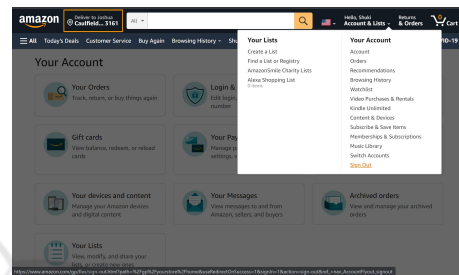 amazon
Deliver to Joshua
Caulfield... 3161
All
Hello, Shuki
Account & Lists
Returns
& Orders
0
Cart
All
Today's Deals
Customer Service
Buy Again
Browsing History
Your Lists
Create a List
Find a List or Registry
AmazonSmile Charity Lists
Alexa Shopping List
0 items
Your Account
Account
Orders
Recommendations
Browsing History
Watchlist
Video Purchases & Rentals
Kindle Unlimited
Content & Devices
Subscribe & Save Items
Memberships & Subscriptions
Music Library
Switch Accounts
Sign Out
Your Account
Your Orders
Track, return, or buy things again
Login &
Edit login,
number
Gift cards
View balance, redeem, or reload
cards
Your Pay
Manage p
settings,
Your devices and content
Manage your Amazon devices
and digital content
Your Messages
View messages to and from
Amazon, sellers, and buyers
Archived orders
View and manage your archived
orders
Your Lists
View, modify, and share your
lists, or create new ones